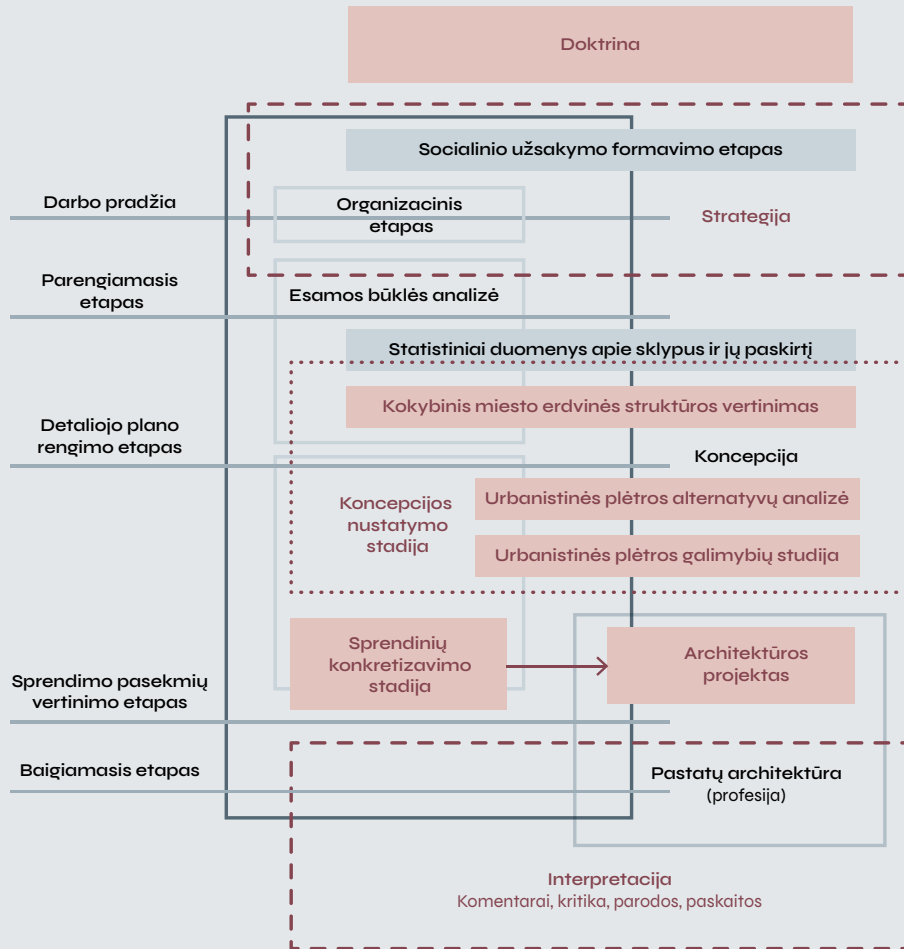 Doktrina
Socialinio užsakymo formavimo etapas
Darbo pradžia
Organizacinis
etapas
Strategija
Parengiamasis
etapas
Esamos būklės analizė
Statistiniai duomenys apie sklypus ir jų paskirtį
Kokybinis miesto erdvinės struktūros vertinimas
Detaliojo plano
rengimo etapas
Koncepcija
Koncepcijos
nustatymo
stadija
Urbanistinės plėtros alternatyvų analizė
Urbanistinės plėtros galimybių studija
Sprendinių
konkretizavimo
stadija
Architektūros
projektas
Sprendimo pasekmių
vertinimo etapas
Baigiamasis etapas
Pastatų architektūra
(profesija)
Interpretacija
Komentarai, kritika, parodos, paskaitos